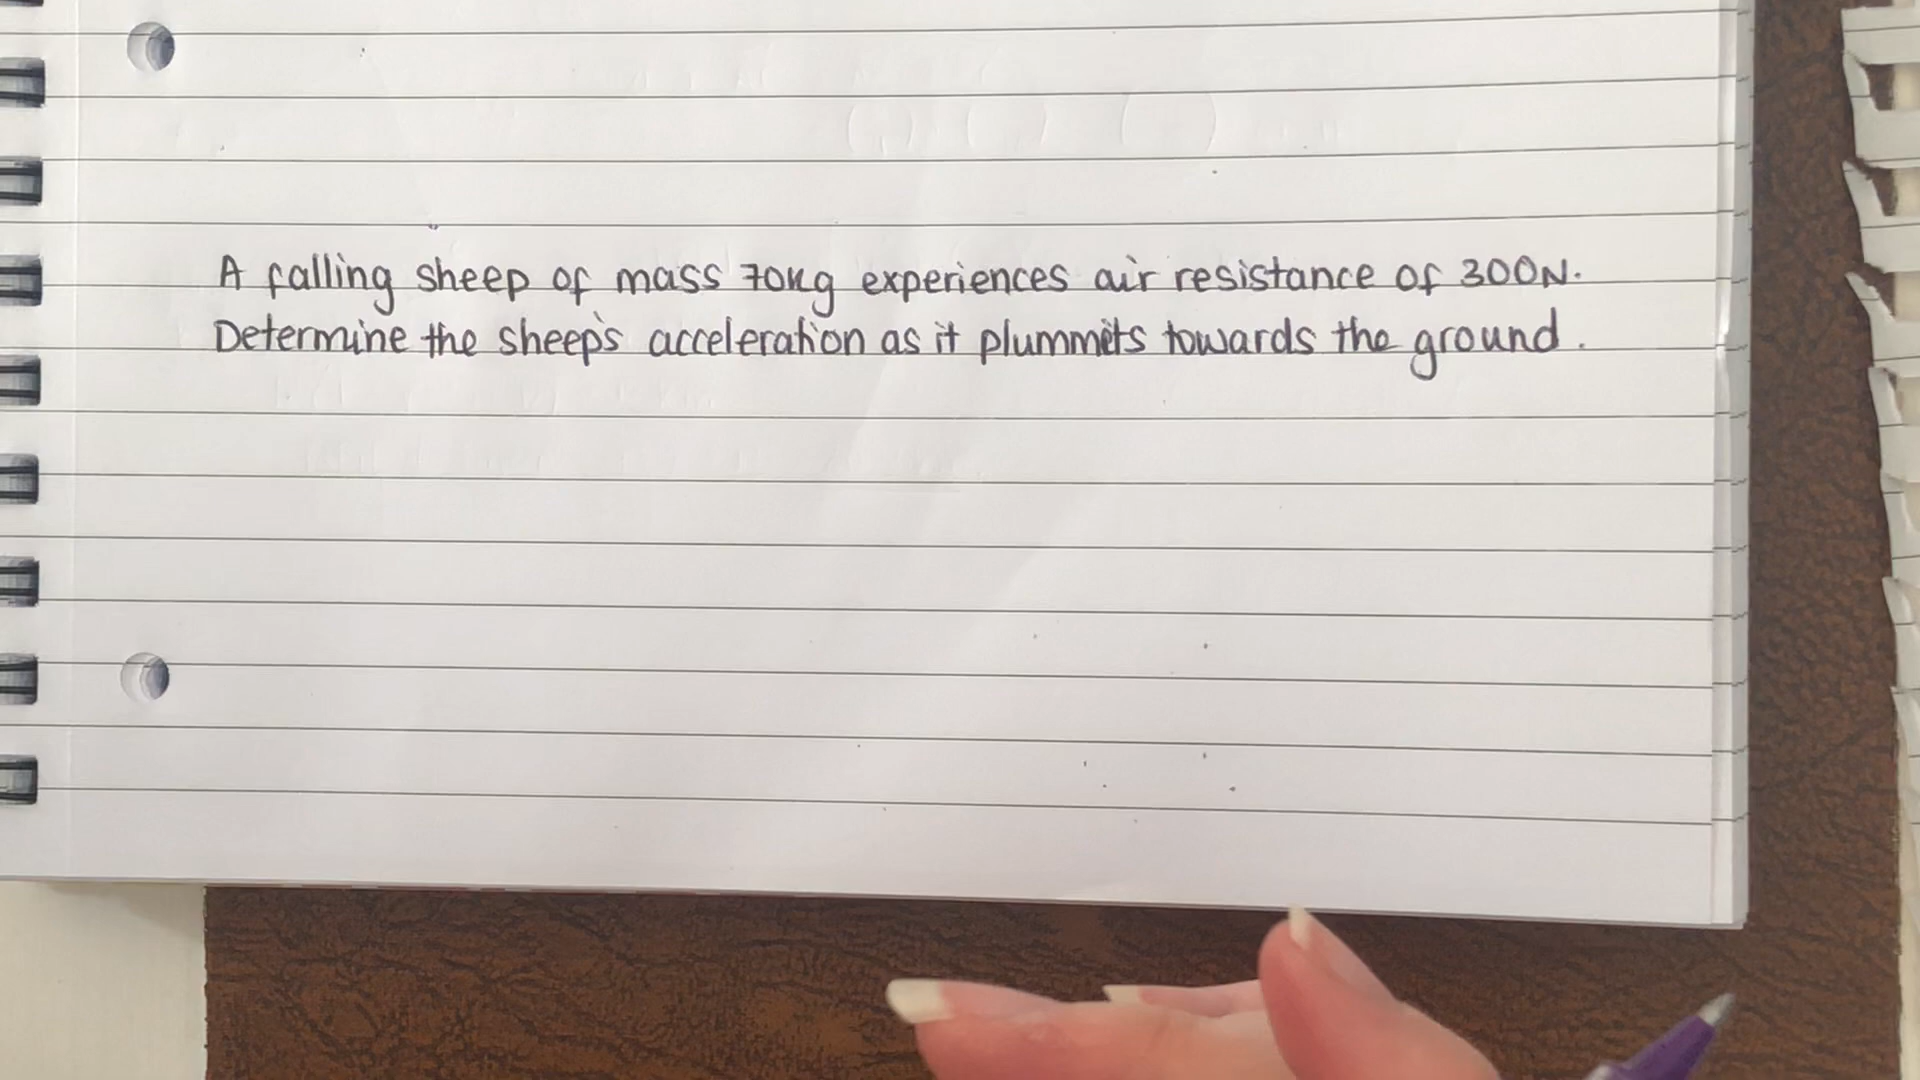 A falling sheep of mass 70kg experiences air resistance of 300N.
Determine the sheep's acceleration as it plummets towards the ground.